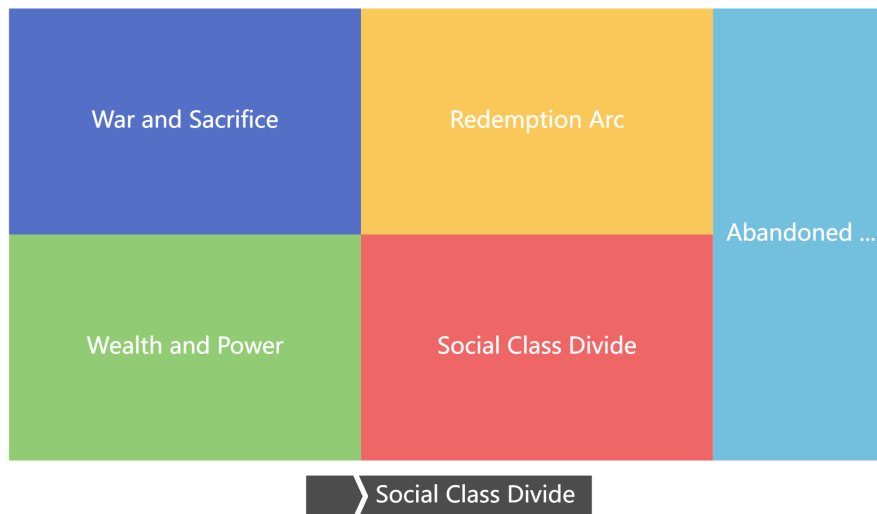 War and Sacrifice
Redemption Arc
Abandoned ...
Wealth and Power
Social Class Divide
Social Class Divide